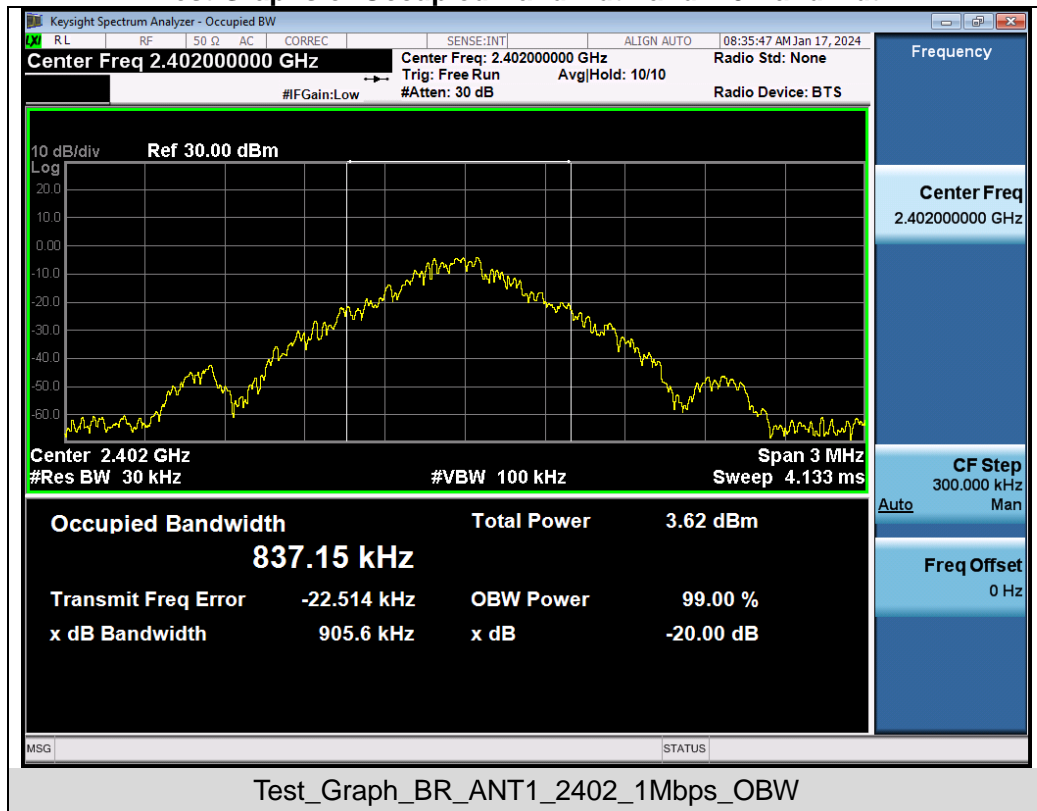 Keysight Spectrum Analyzer - Occupied BW
LXI RL RF 50 Ω AC CORREC SENSE:INT ALIGN AUTO 08:35:47 AM Jan 17, 2024
Center Freq 2.402000000 GHz
Center Freq: 2.402000000 GHz
Radio Std: None
Trig: Free Run Avg|Hold: 10/10
#IFGain:Low
#Atten: 30 dB
Radio Device: BTS
Frequency
10 dB/div Ref 30.00 dBm
Log
20.0
10.0
0.00
-10.0
-20.0
-30.0
-40.0
-50.0
-60.0
Center 2.402 GHz Span 3 MHz
#Res BW 30 kHz #VBW 100 kHz Sweep 4.133 ms
Center Freq
2.402000000 GHz
CF Step
300.000 kHz
Auto Man
Freq Offset
0 Hz
Occupied Bandwidth Total Power 3.62 dBm
837.15 kHz
Transmit Freq Error -22.514 kHz OBW Power 99.00 %
x dB Bandwidth 905.6 kHz x dB -20.00 dB
MSG STATUS
Test_Graph_BR_ANT1_2402_1Mbps_OBW